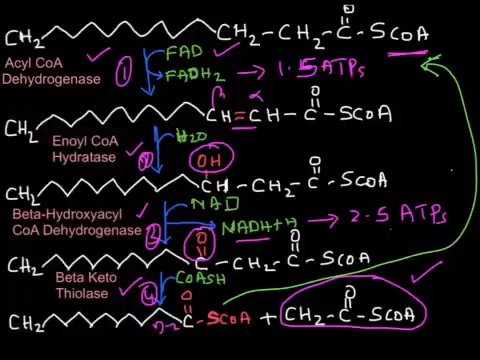 CH₂ CH₂—CH₂—C—SCOA
O
Acyl CoA
Dehydrogenase
1
FAD
FADH2 → 1.5 ATPs
β α
CH₂ CH=CH—C—SCOA
O
Enoyl CoA
Hydratase
2
H₂O
OH
CH₂ CH—CH₂—C—SCOA
O
Beta-Hydroxyacyl
CoA Dehydrogenase
3
NAD
NADH+H → 2.5 ATPs
O
CH₂ C—CH₂—C—SCOA
O
Beta Keto
Thiolase
4
COASH
O
CH₂ n-2 C-SCOA + CH₂—C—SCOA
O